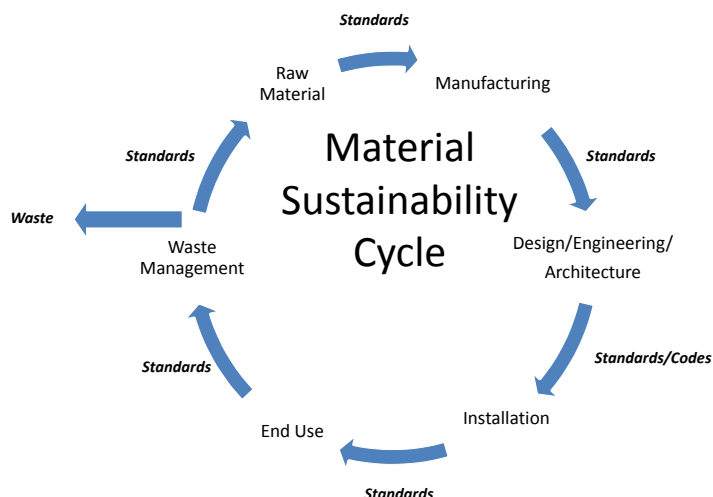 Standards
Raw
Material
Manufacturing
Material
Sustainability
Cycle
Standards
Standards
Waste
Waste
Management
Design/Engineering/
Architecture
Standards
Standards/Codes
End Use
Installation
Standards